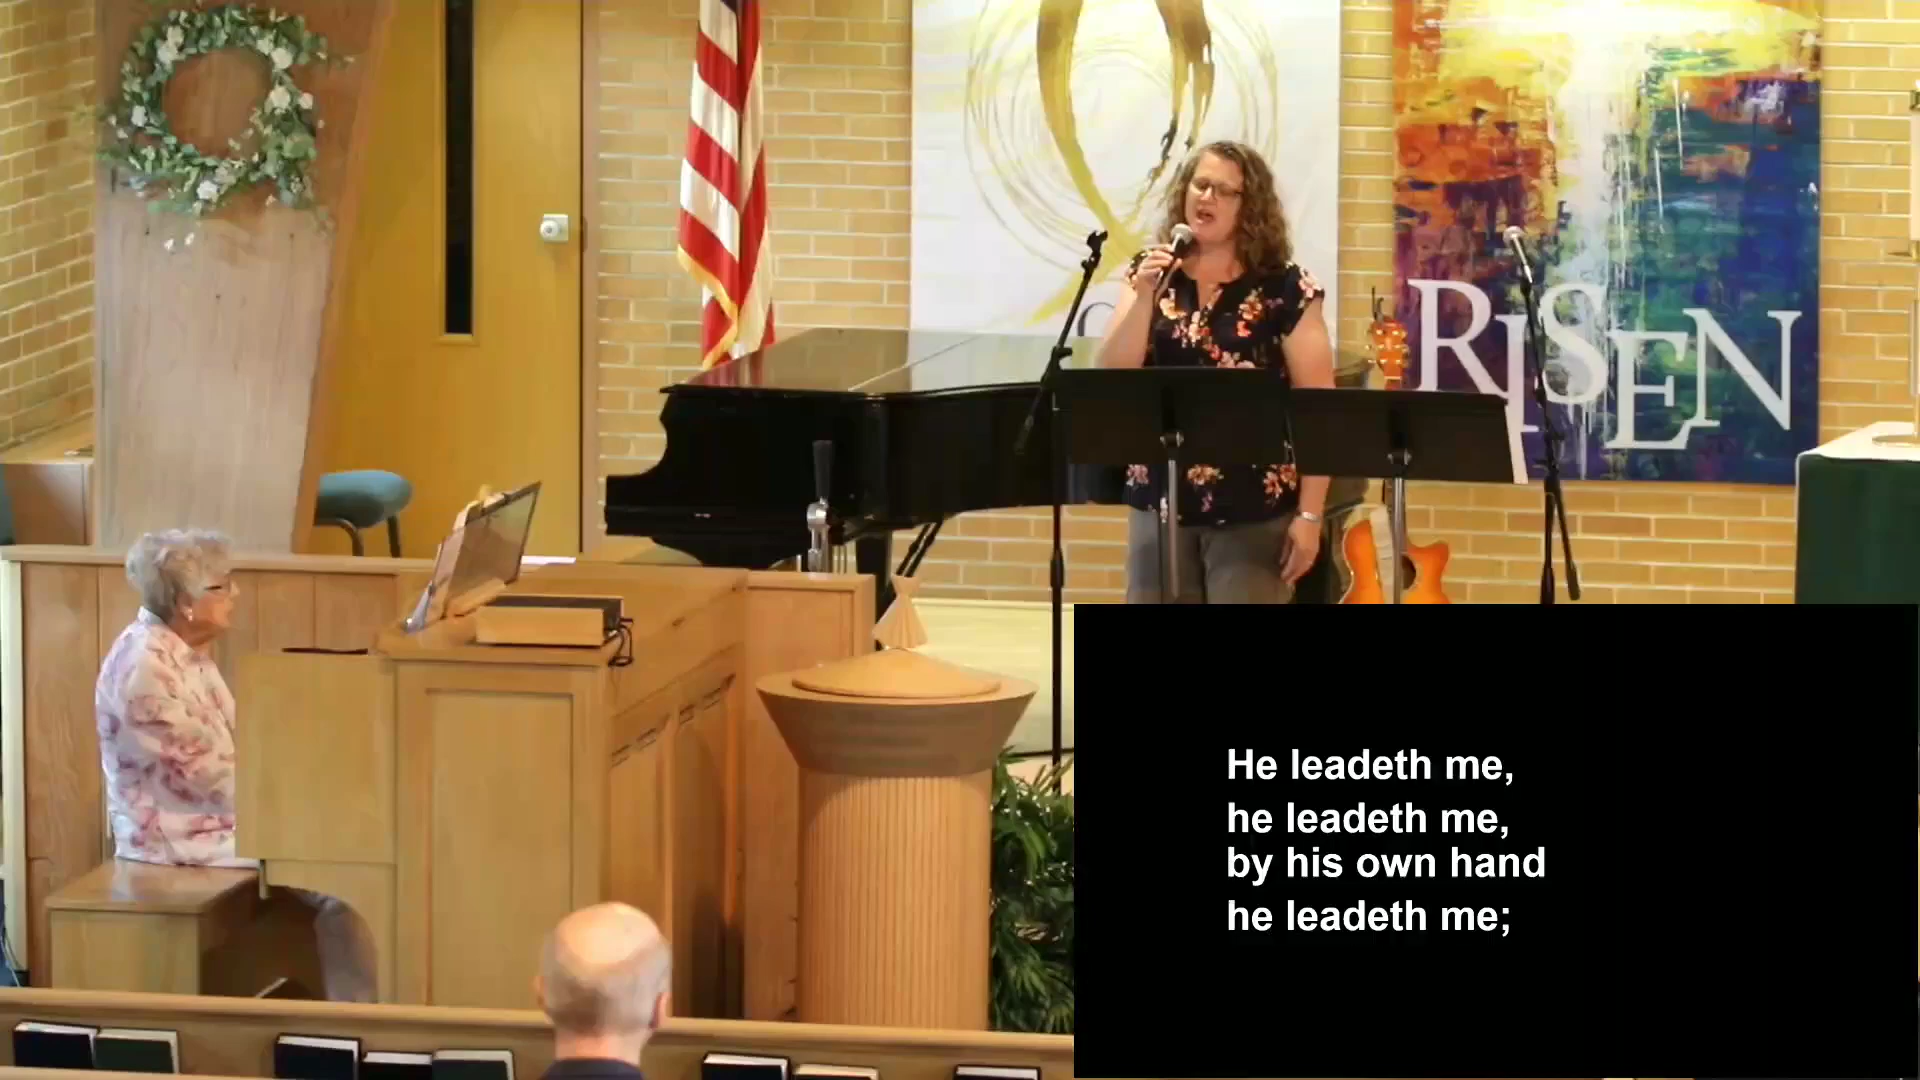 RISEN
He leadeth me,
he leadeth me,
by his own hand
he leadeth me;